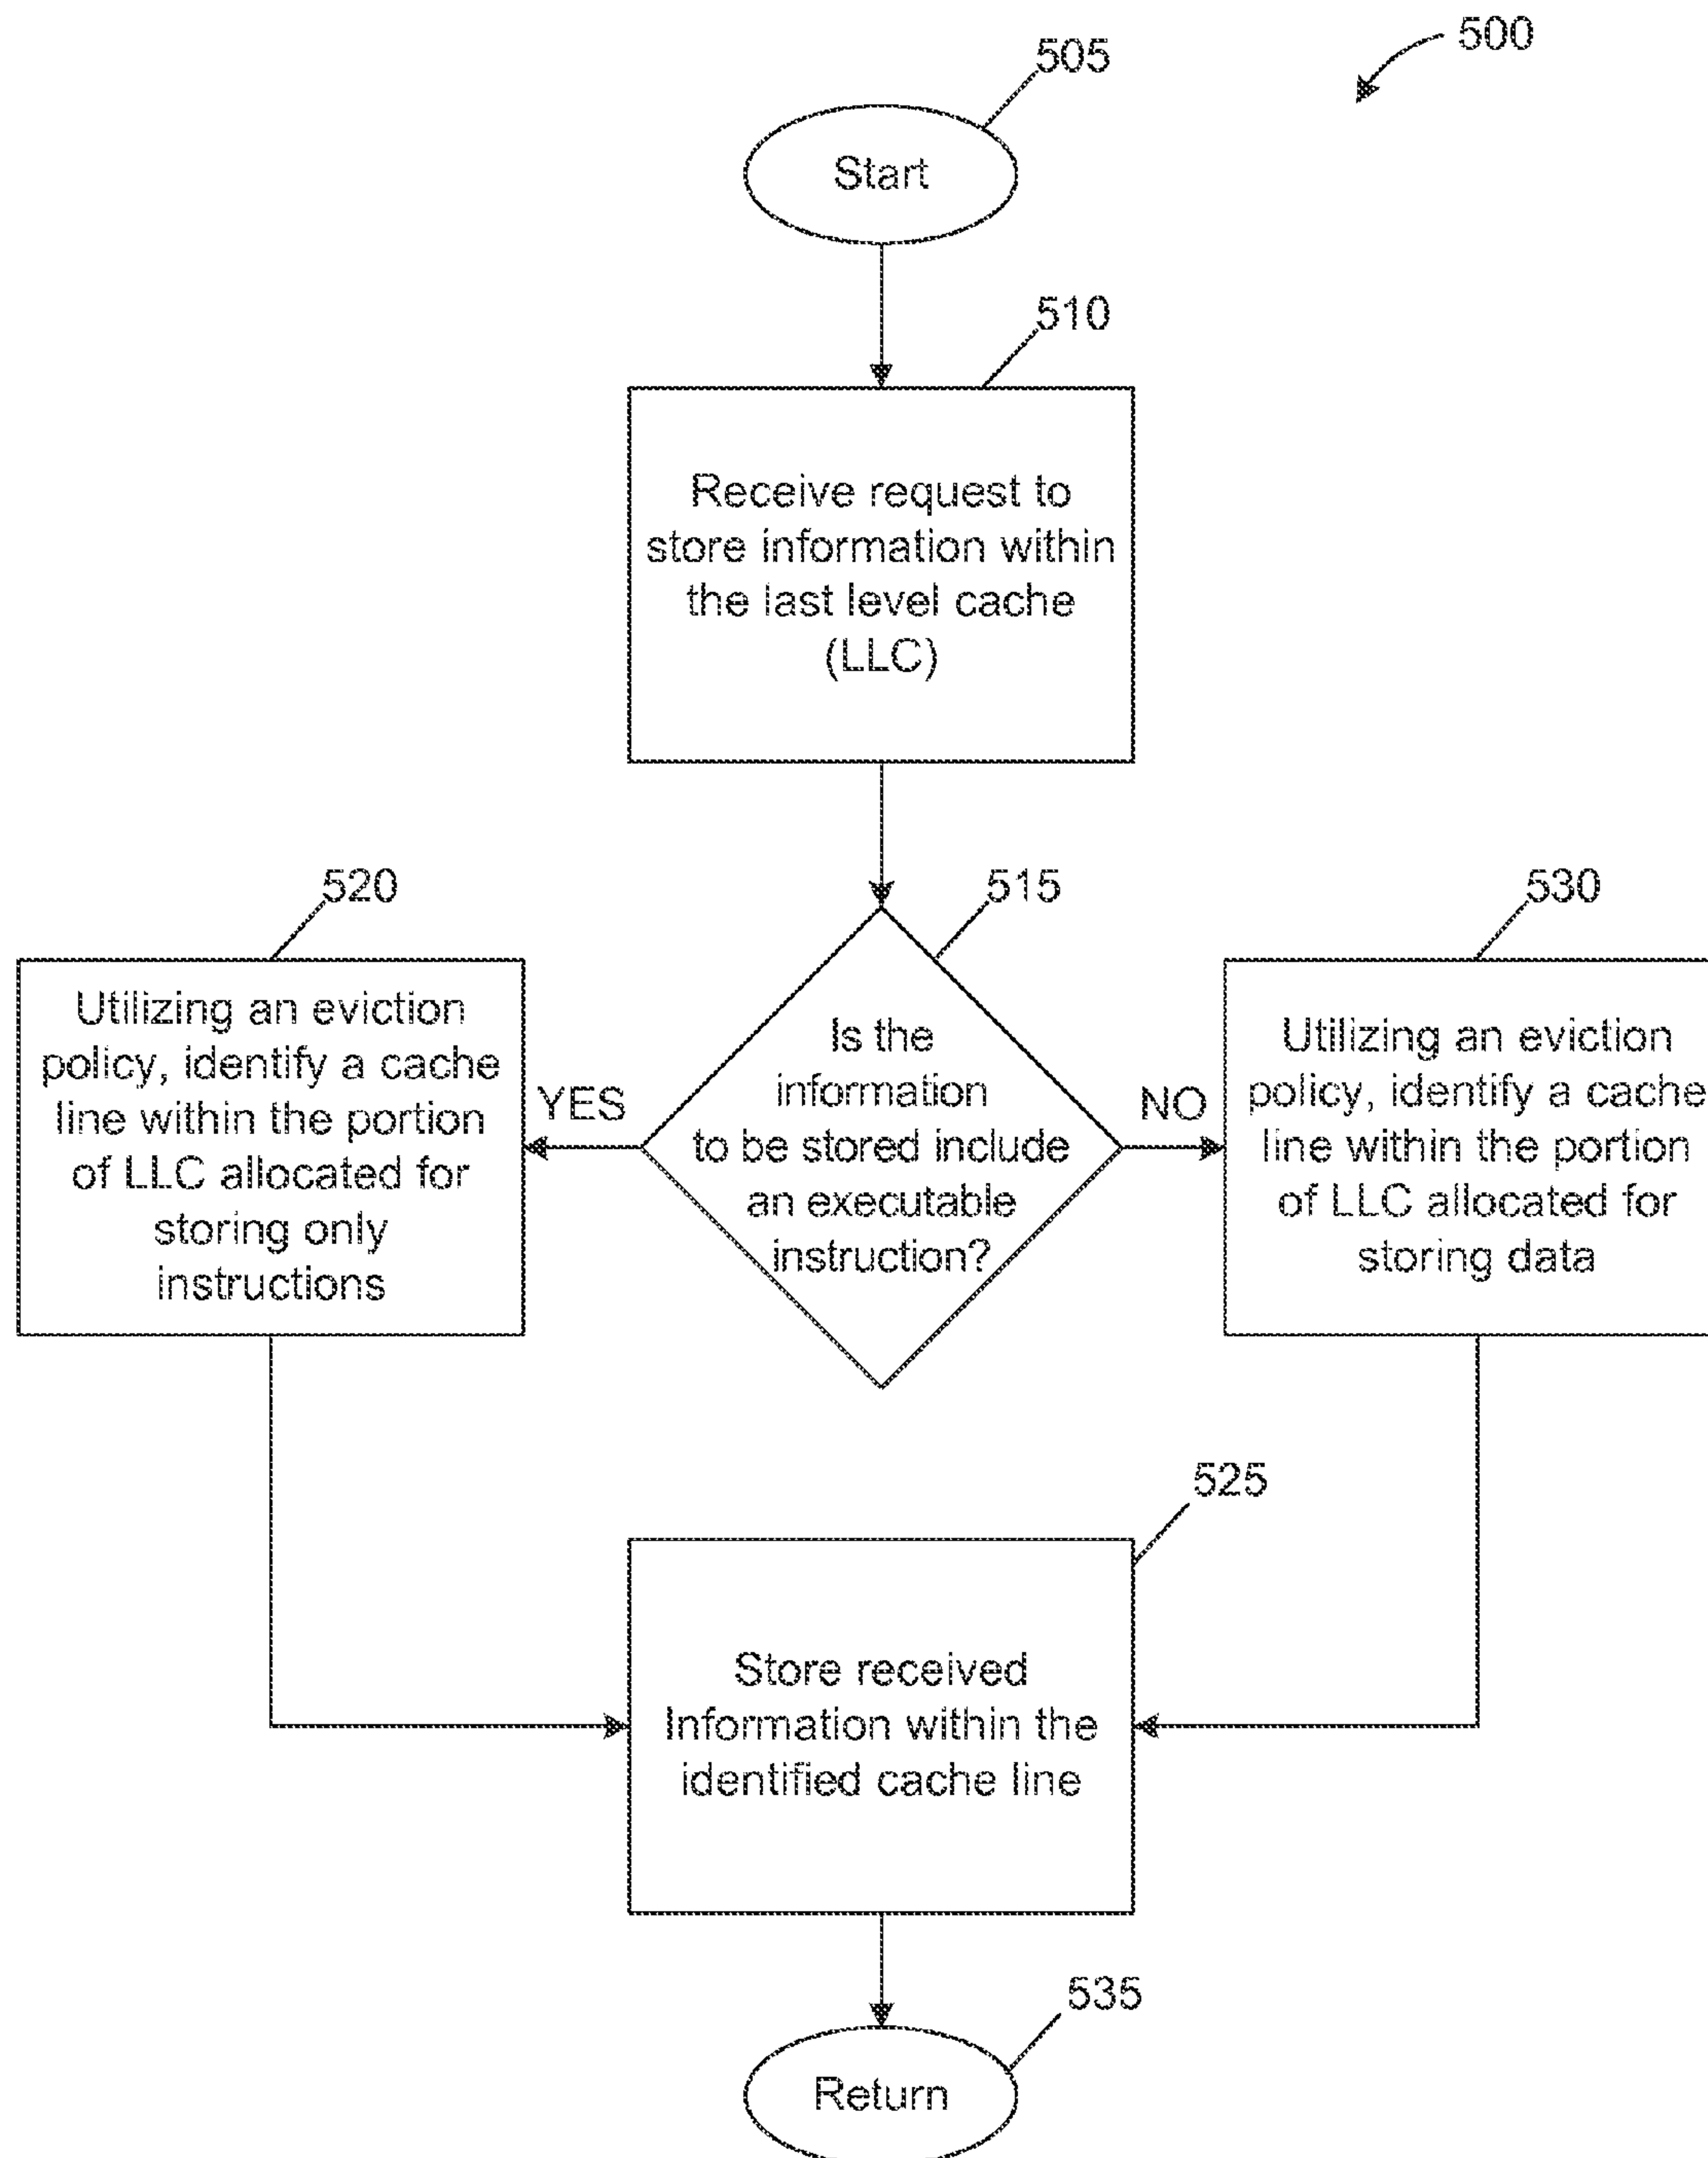 500
505
Start
510
Receive request to
store information within
the last level cache
(LLC)
515
Is the
information
to be stored include
an executable
instruction?
YES
NO
520
Utilizing an eviction
policy, identify a cache
line within the portion
of LLC allocated for
storing only
instructions
530
Utilizing an eviction
policy, identify a cache
line within the portion
of LLC allocated for
storing data
525
Store received
Information within the
identified cache line
535
Return